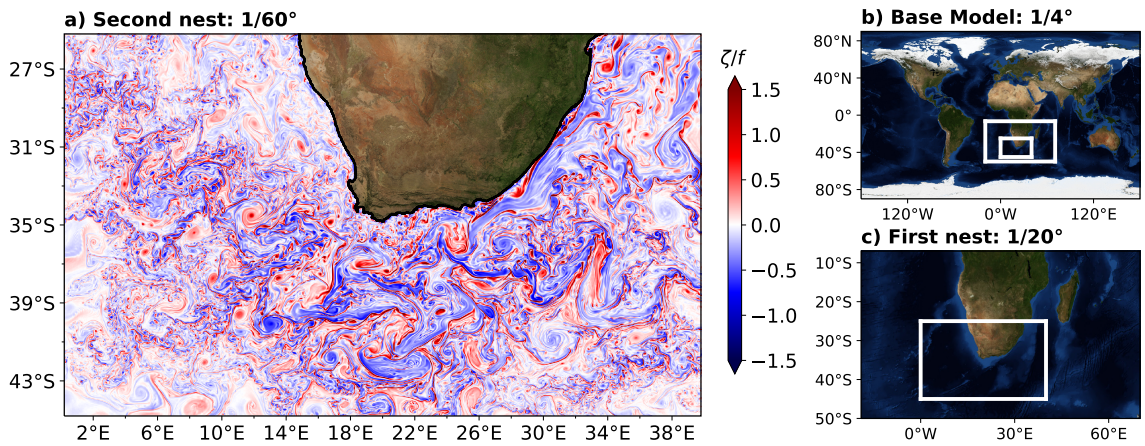 a) Second nest: 1/60°
27°S
31°S
35°S
39°S
43°S
2°E 6°E 10°E 14°E 18°E 22°E 26°E 30°E 34°E 38°E
ζ/f
1.5
1.0
0.5
0.0
−0.5
−1.0
−1.5
b) Base Model: 1/4°
80°N
40°N
0°
40°S
80°S
120°W 0°W 120°E
c) First nest: 1/20°
10°S
20°S
30°S
40°S
50°S
0°E 30°E 60°E